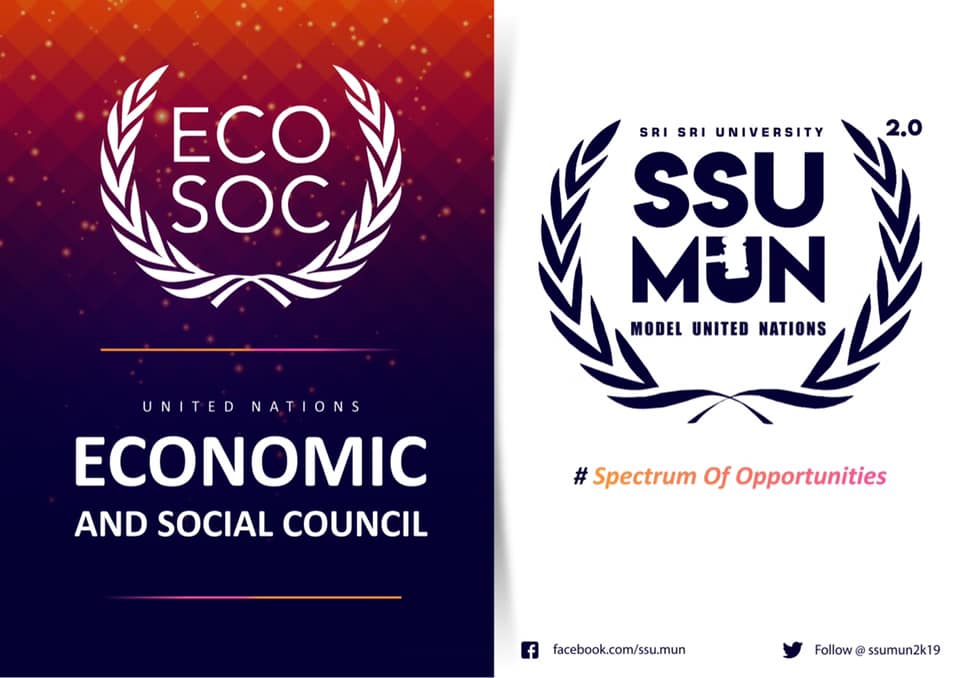 ECO
SOC
UNITED NATIONS
ECONOMIC
AND SOCIAL COUNCIL
SRI SRI UNIVERSITY
2.0
SSU
MUN
MODEL UNITED NATIONS
# Spectrum Of Opportunities
facebook.com/ssu.mun
Follow @ ssumun2k19